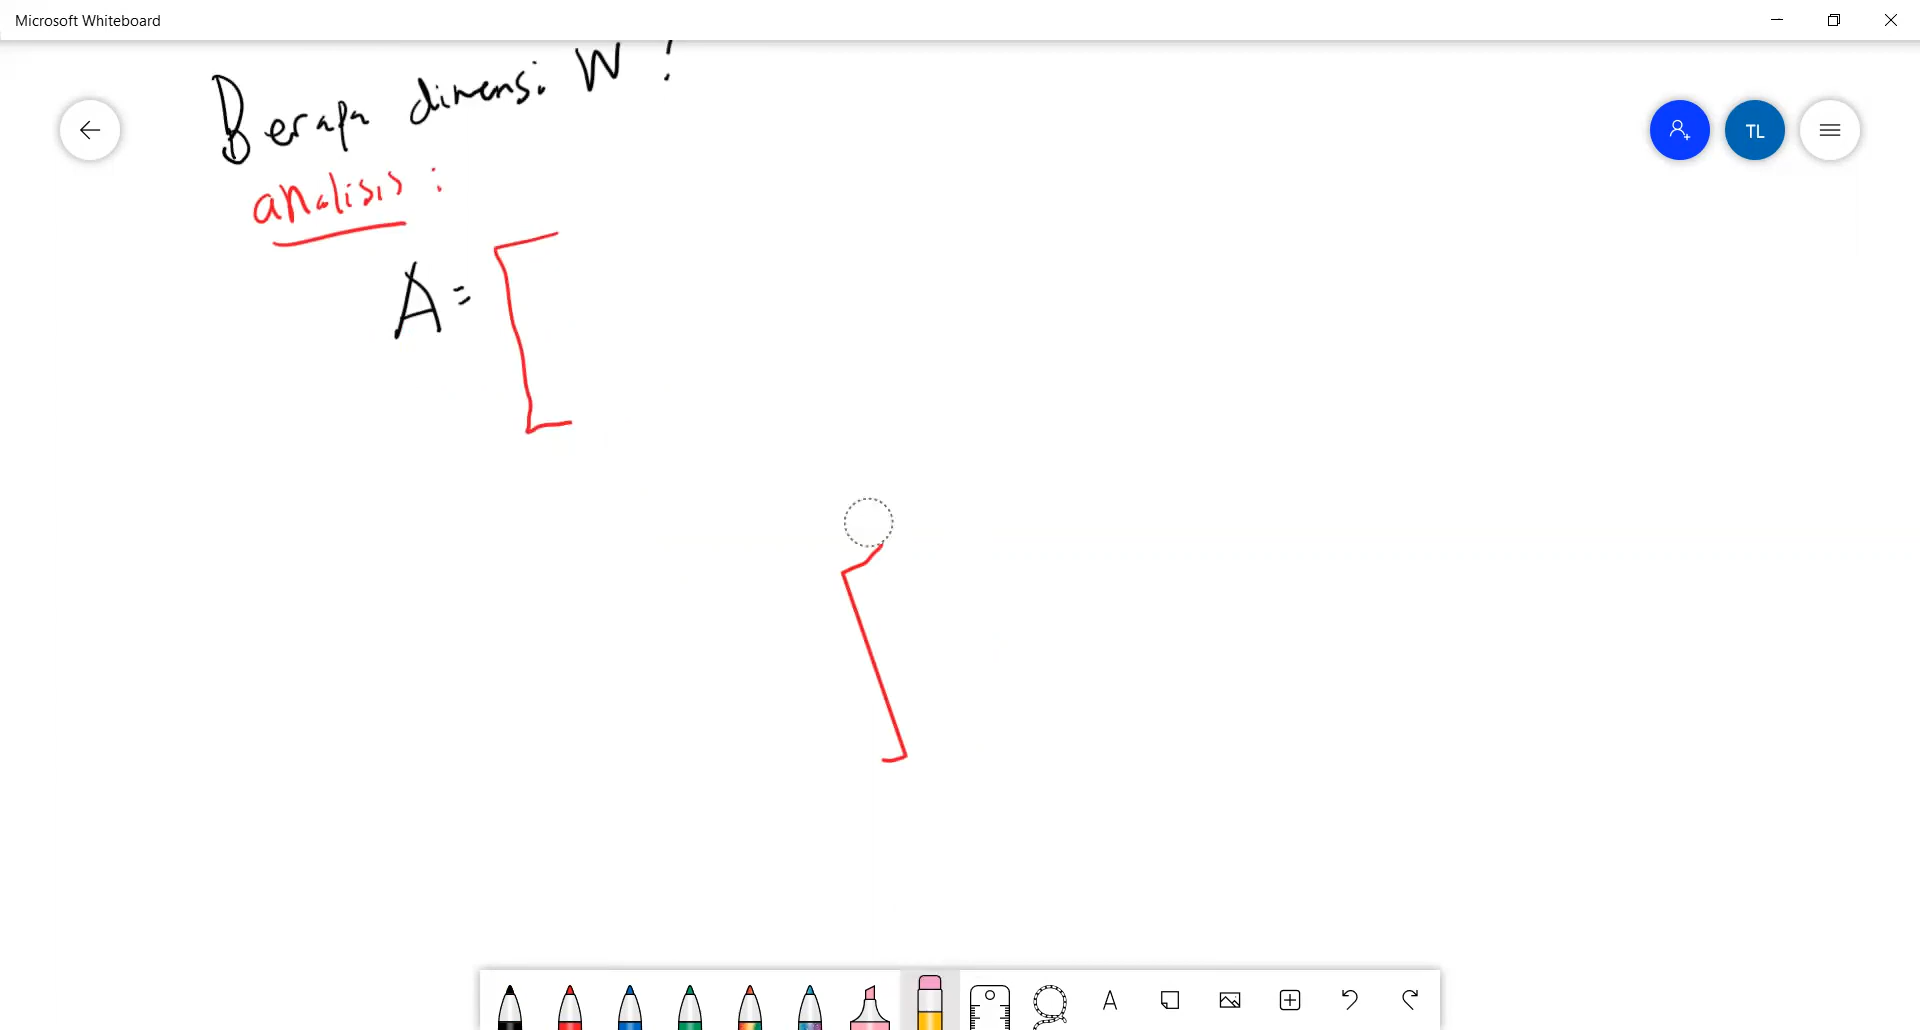 Microsoft Whiteboard
Berapa dimensi W ?
TL
analisis :
A = [
A